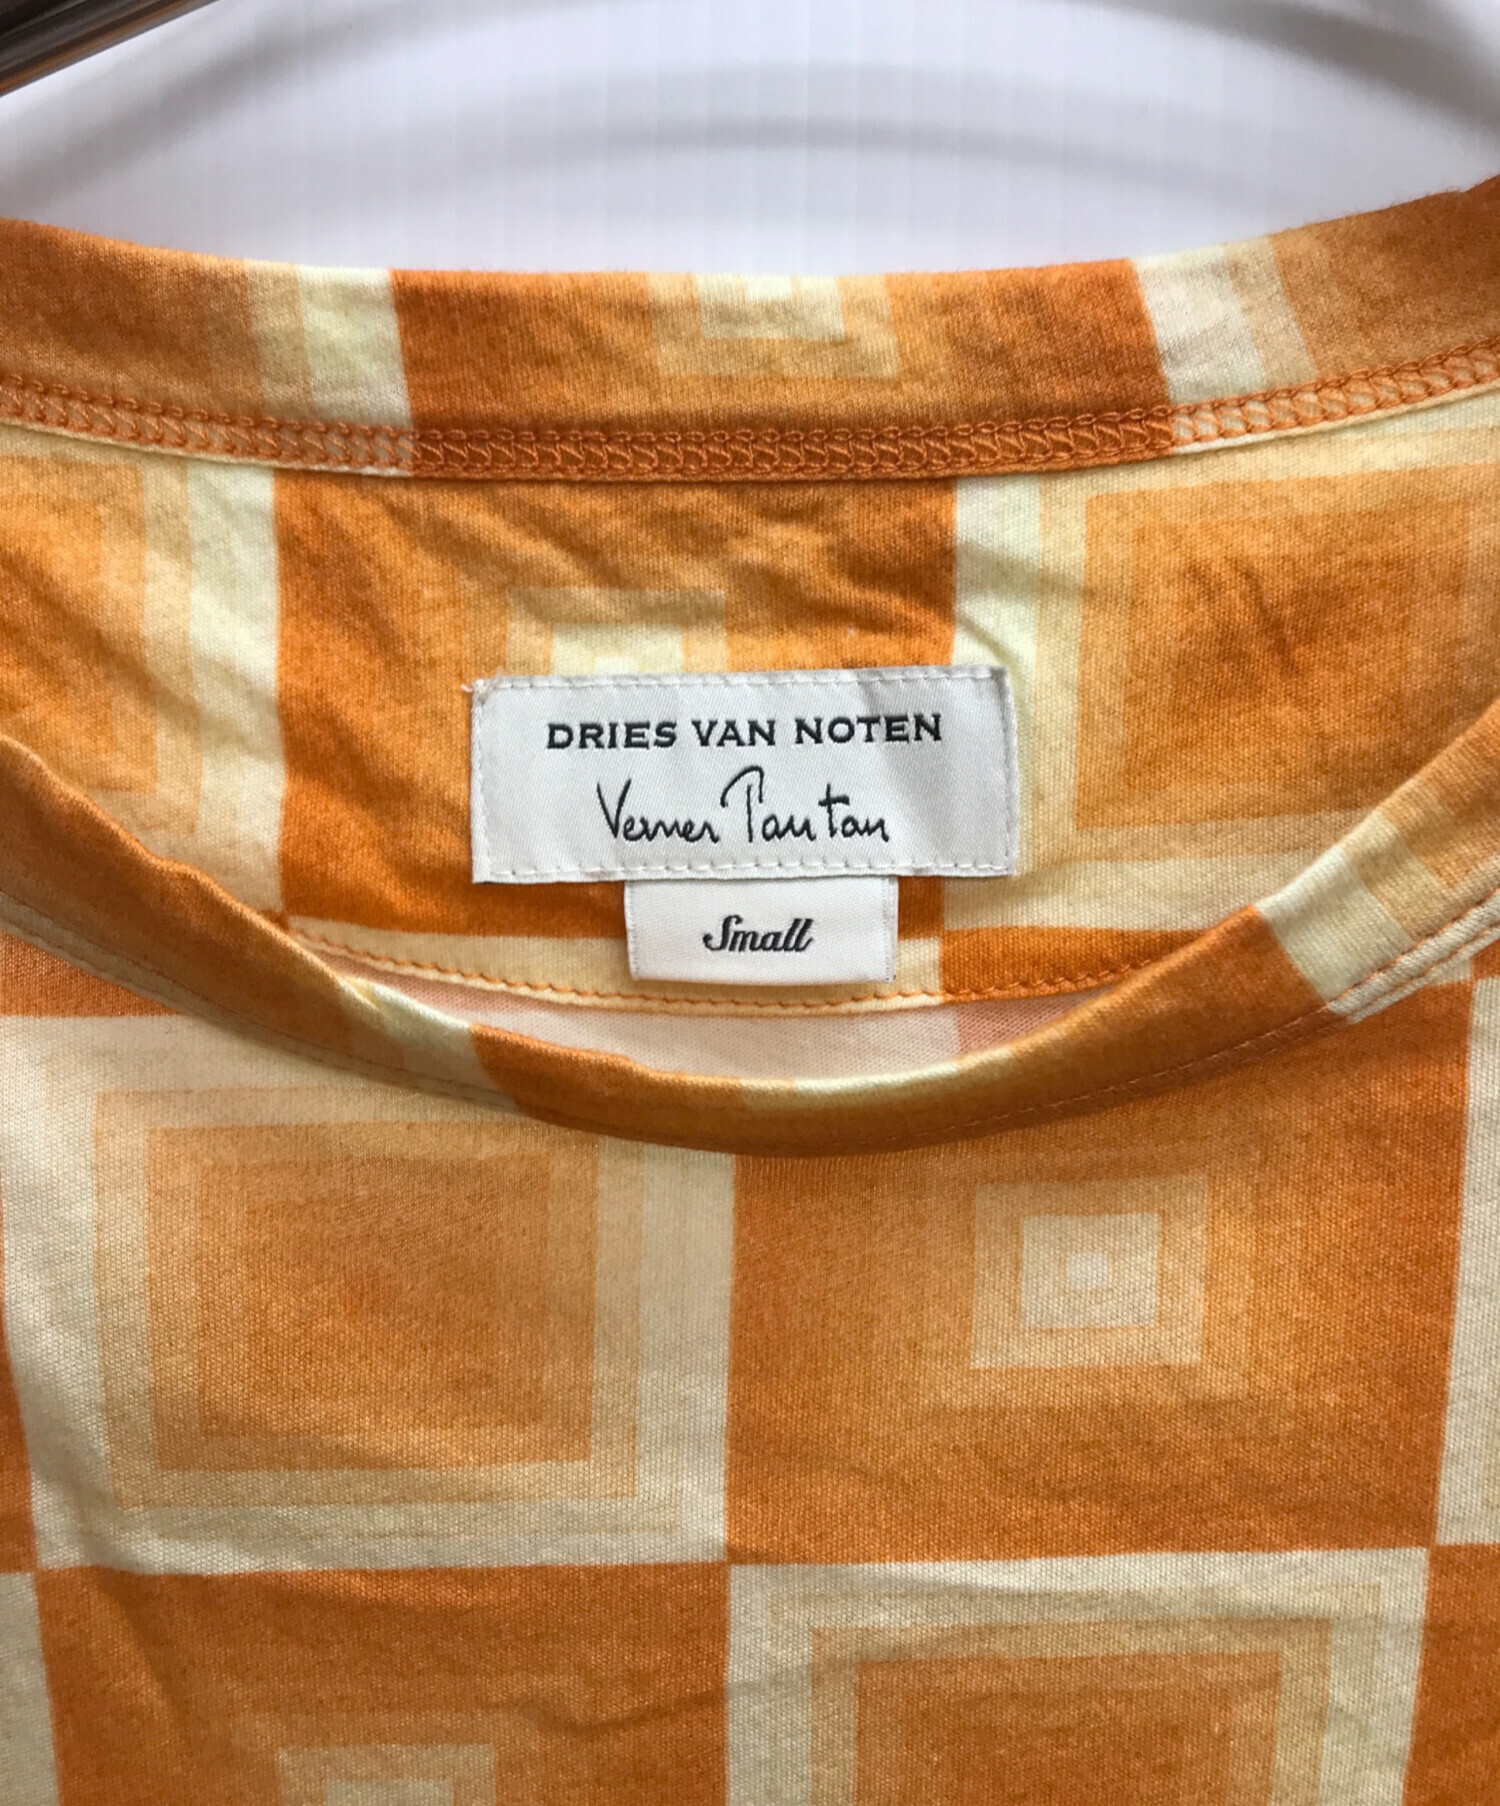 DRIES VAN NOTEN
Verner Panton
Small